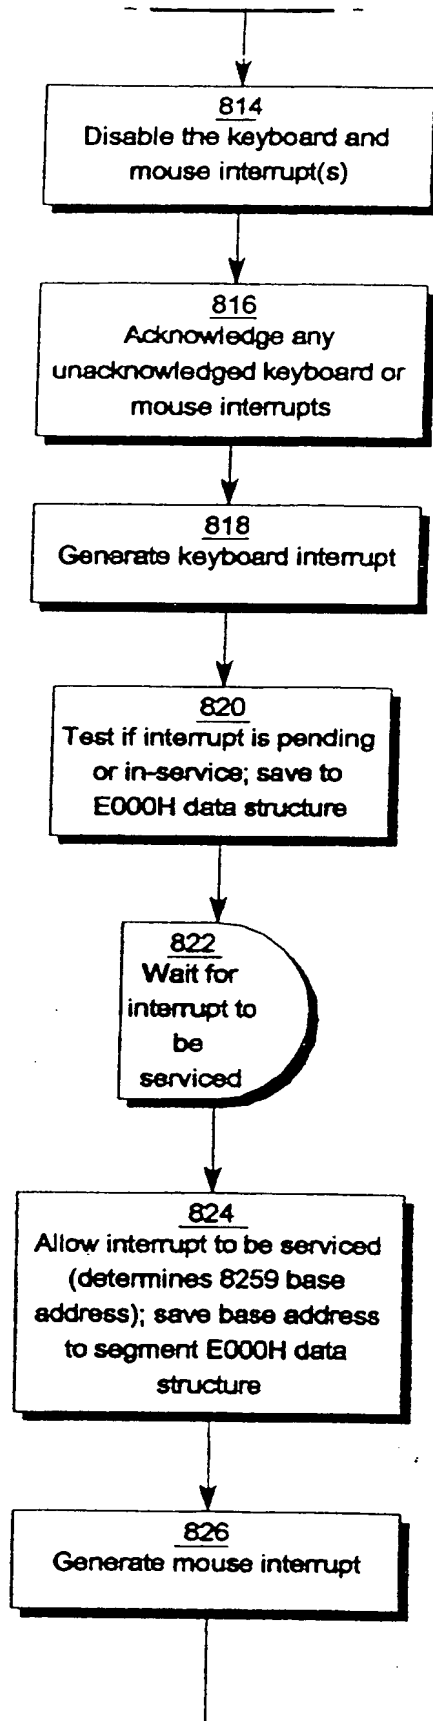 814
Disable the keyboard and
mouse interrupt(s)
816
Acknowledge any
unacknowledged keyboard or
mouse interrupts
818
Generate keyboard interrupt
820
Test if interrupt is pending
or in-service; save to
E000H data structure
822
Wait for
interrupt to
be
serviced
824
Allow interrupt to be serviced
(determines 8259 base
address); save base address
to segment E000H data
structure
826
Generate mouse interrupt